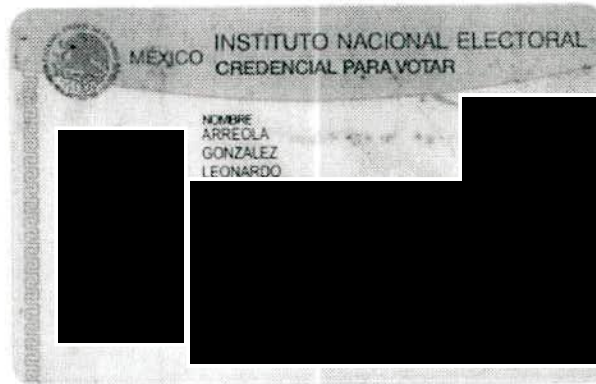 MÉXICO
INSTITUTO NACIONAL ELECTORAL
CREDENCIAL PARA VOTAR
NOMBRE
ARREOLA
GONZALEZ
LEONARDO